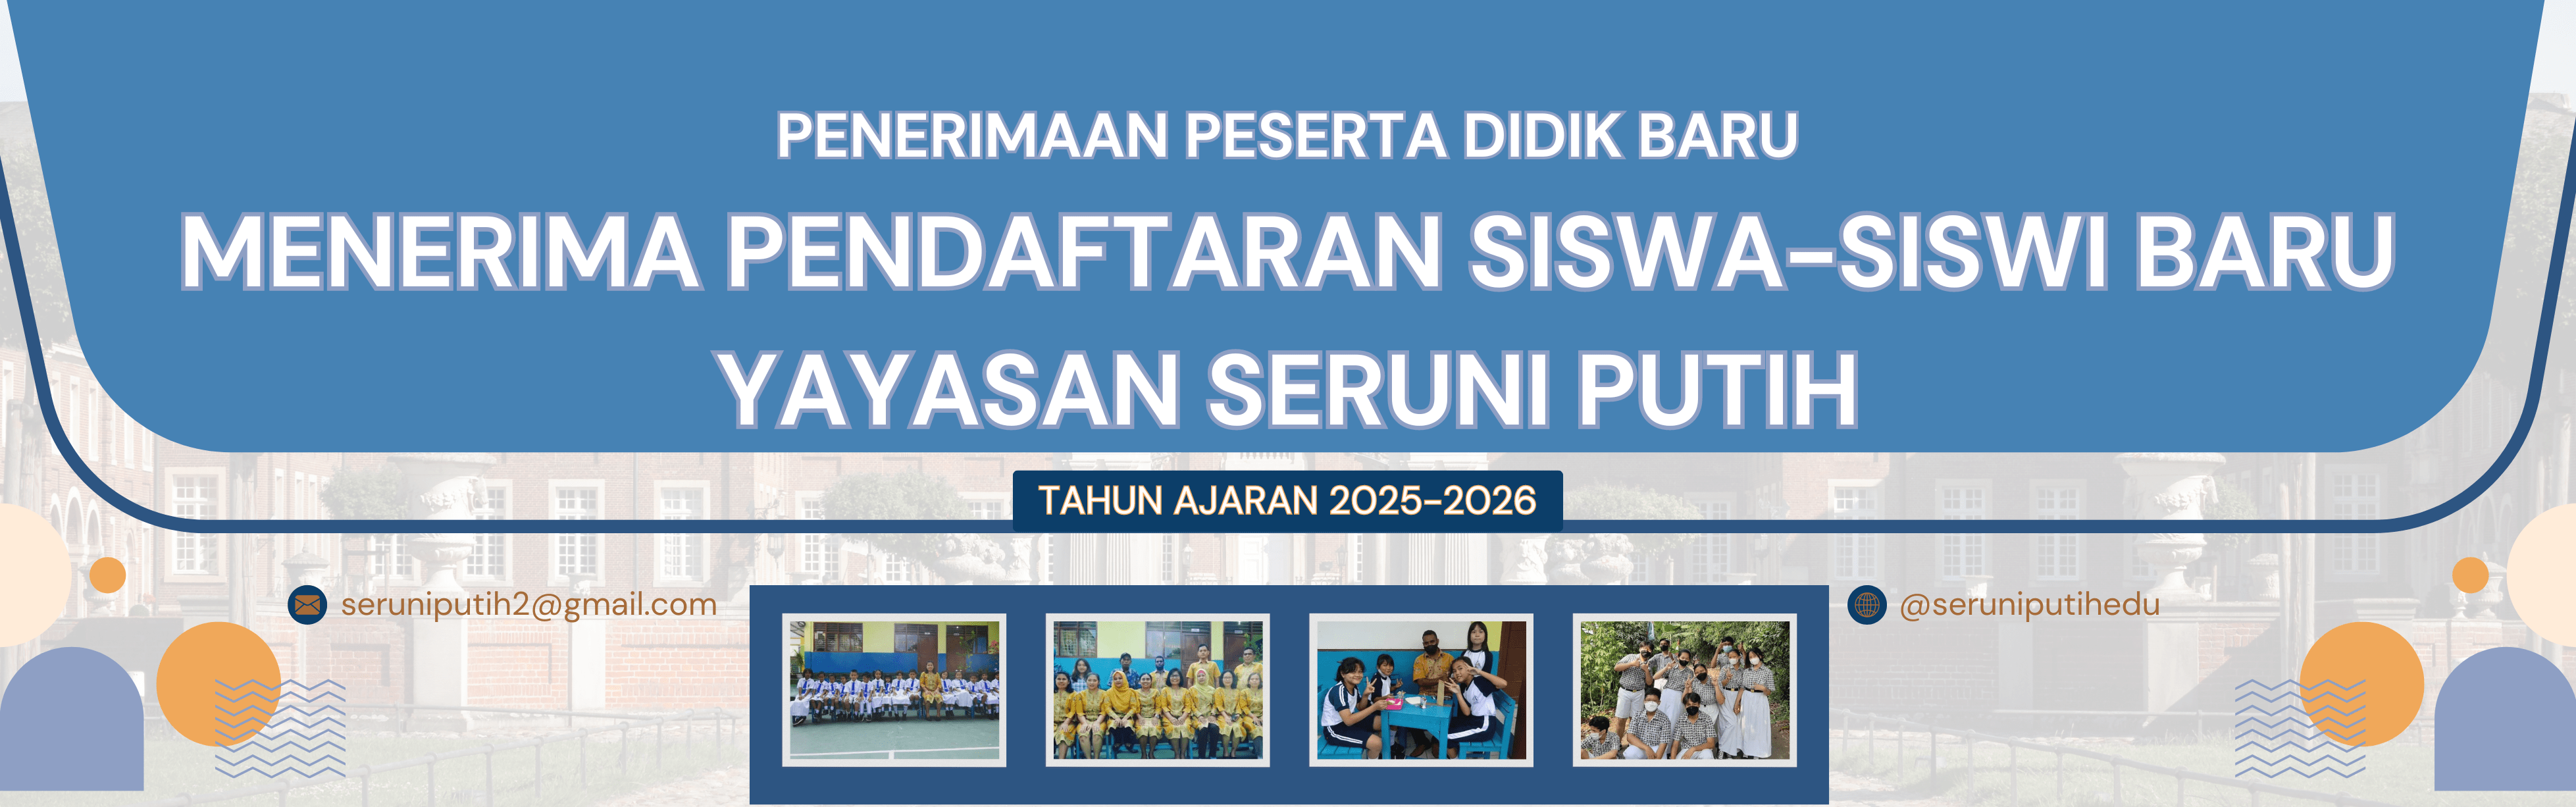 PENERIMAAN PESERTA DIDIK BARU
MENERIMA PENDAFTARAN SISWA-SISWI BARU
YAYASAN SERUNI PUTIH
TAHUN AJARAN 2025-2026
seruniputih2@gmail.com
@seruniputihedu